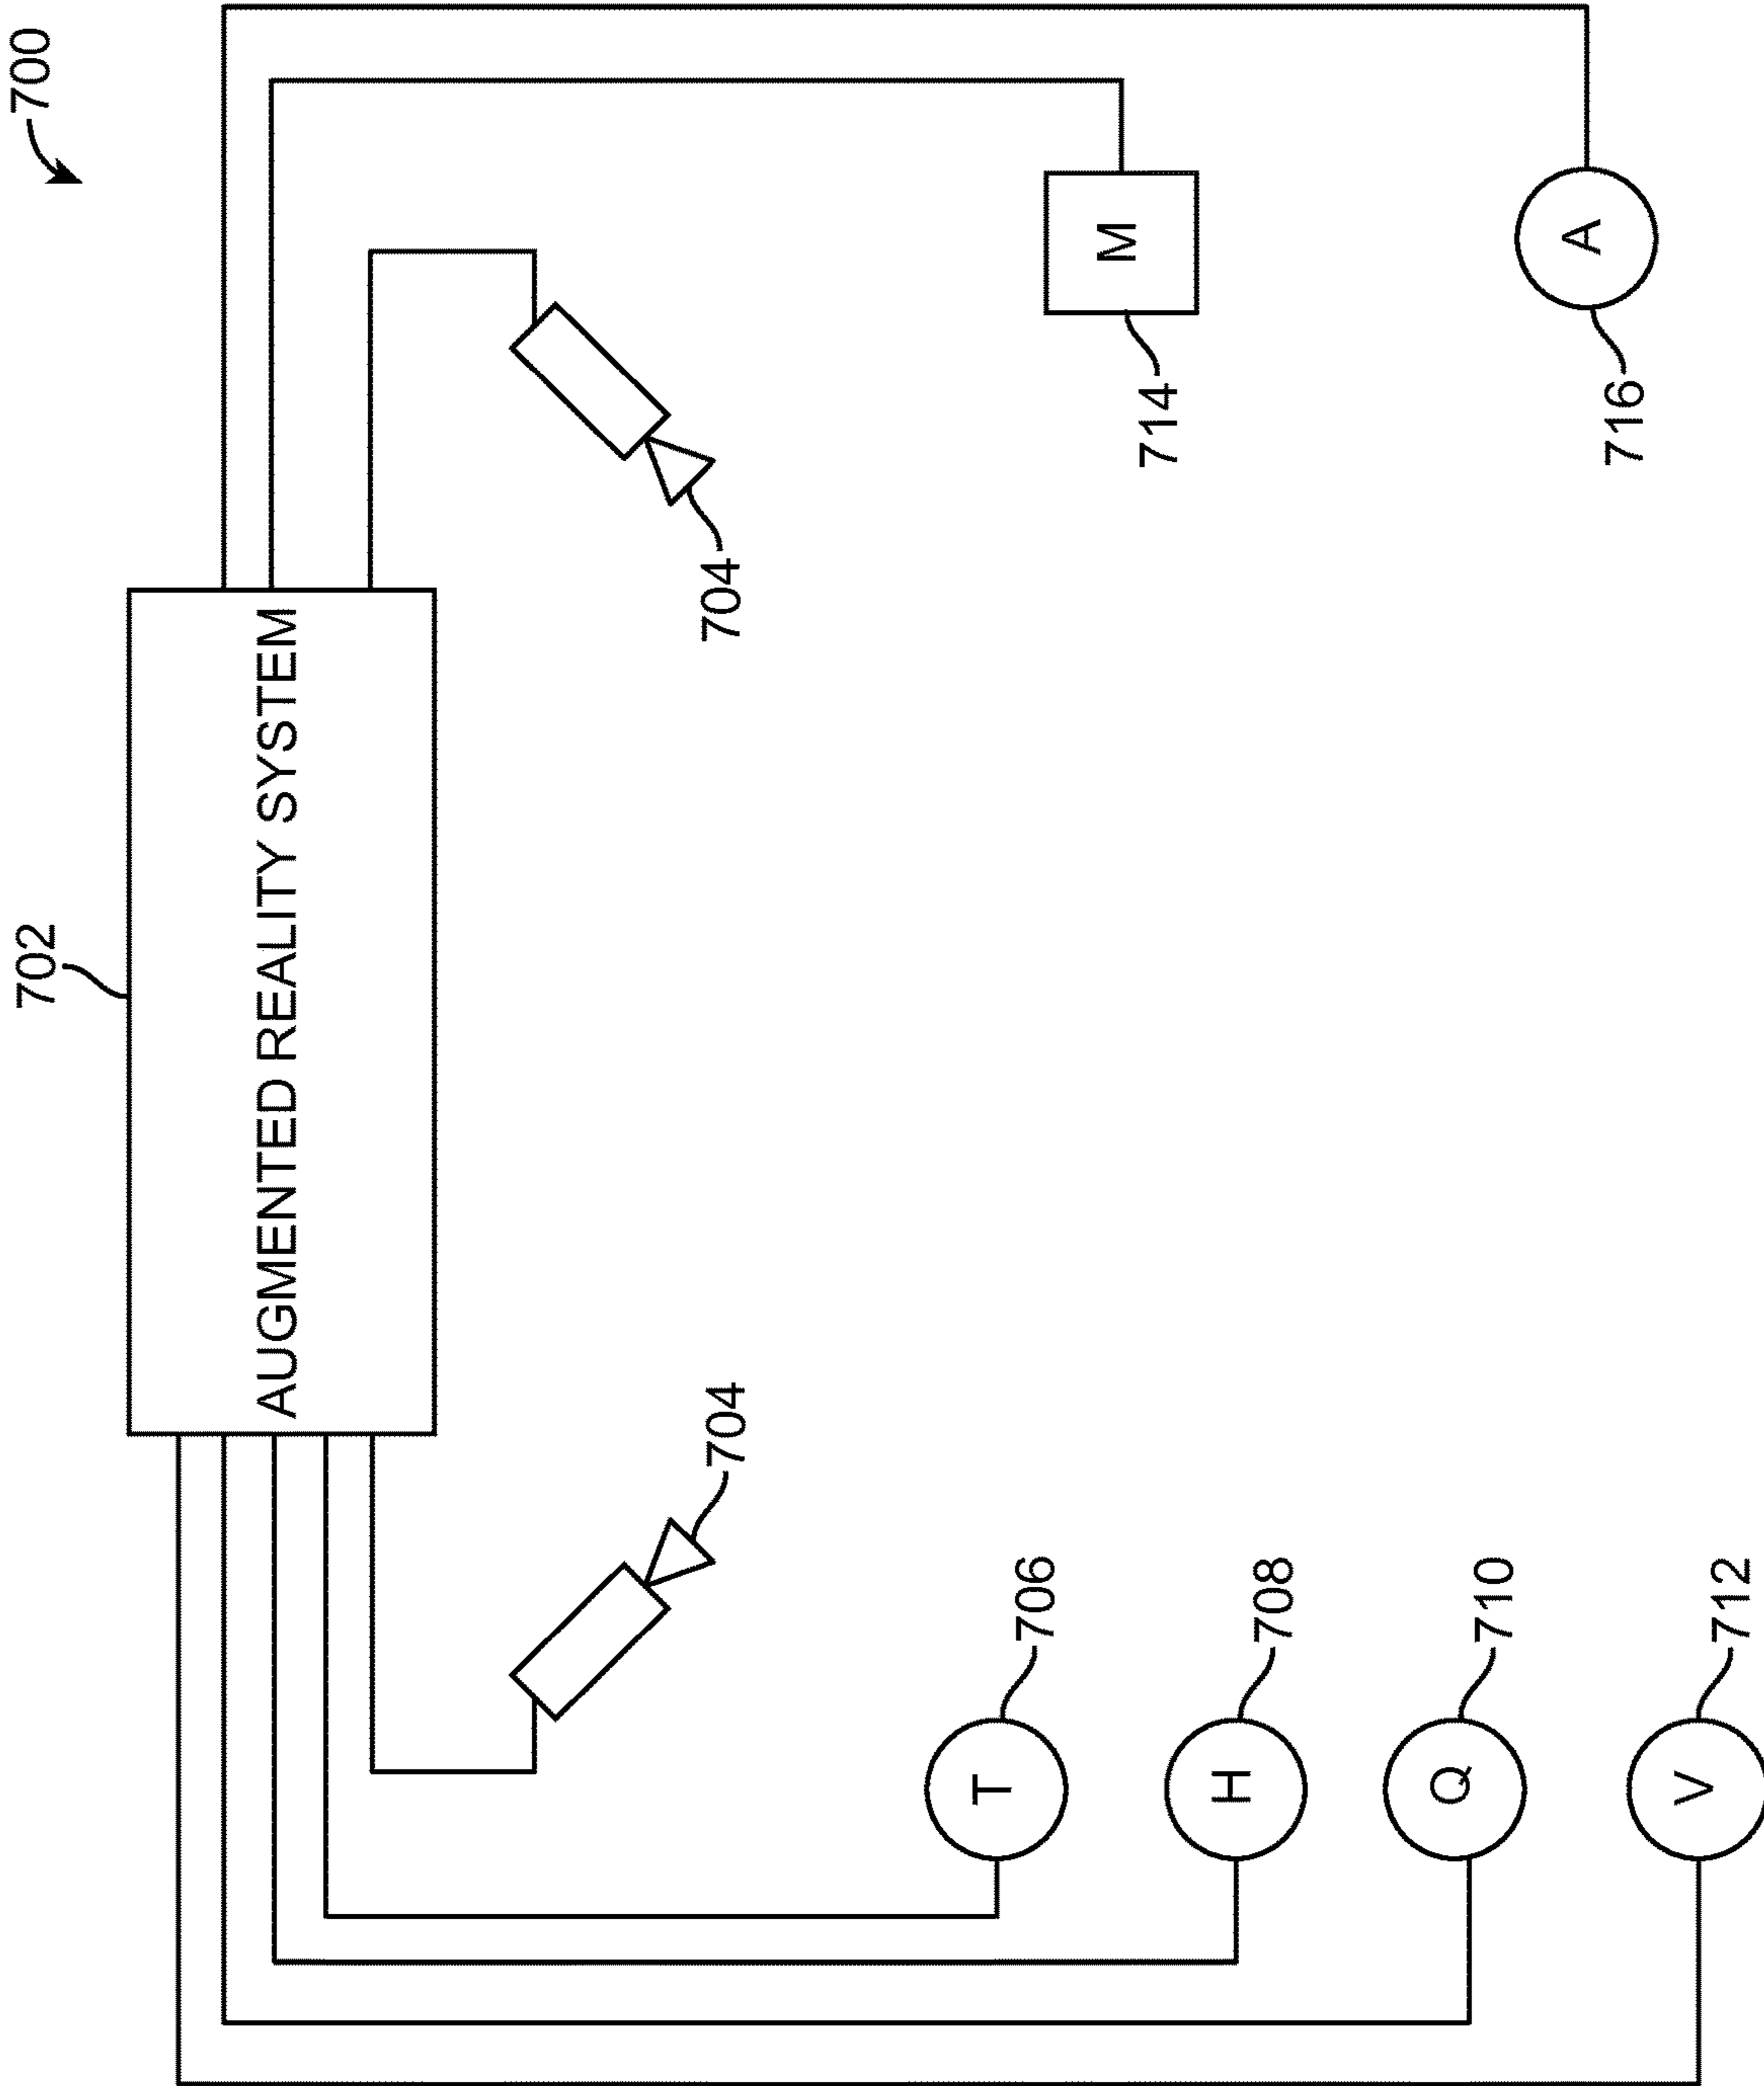 700
702
AUGMENTED REALITY SYSTEM
704
704
T
706
H
708
Q
710
V
712
M
714
A
716